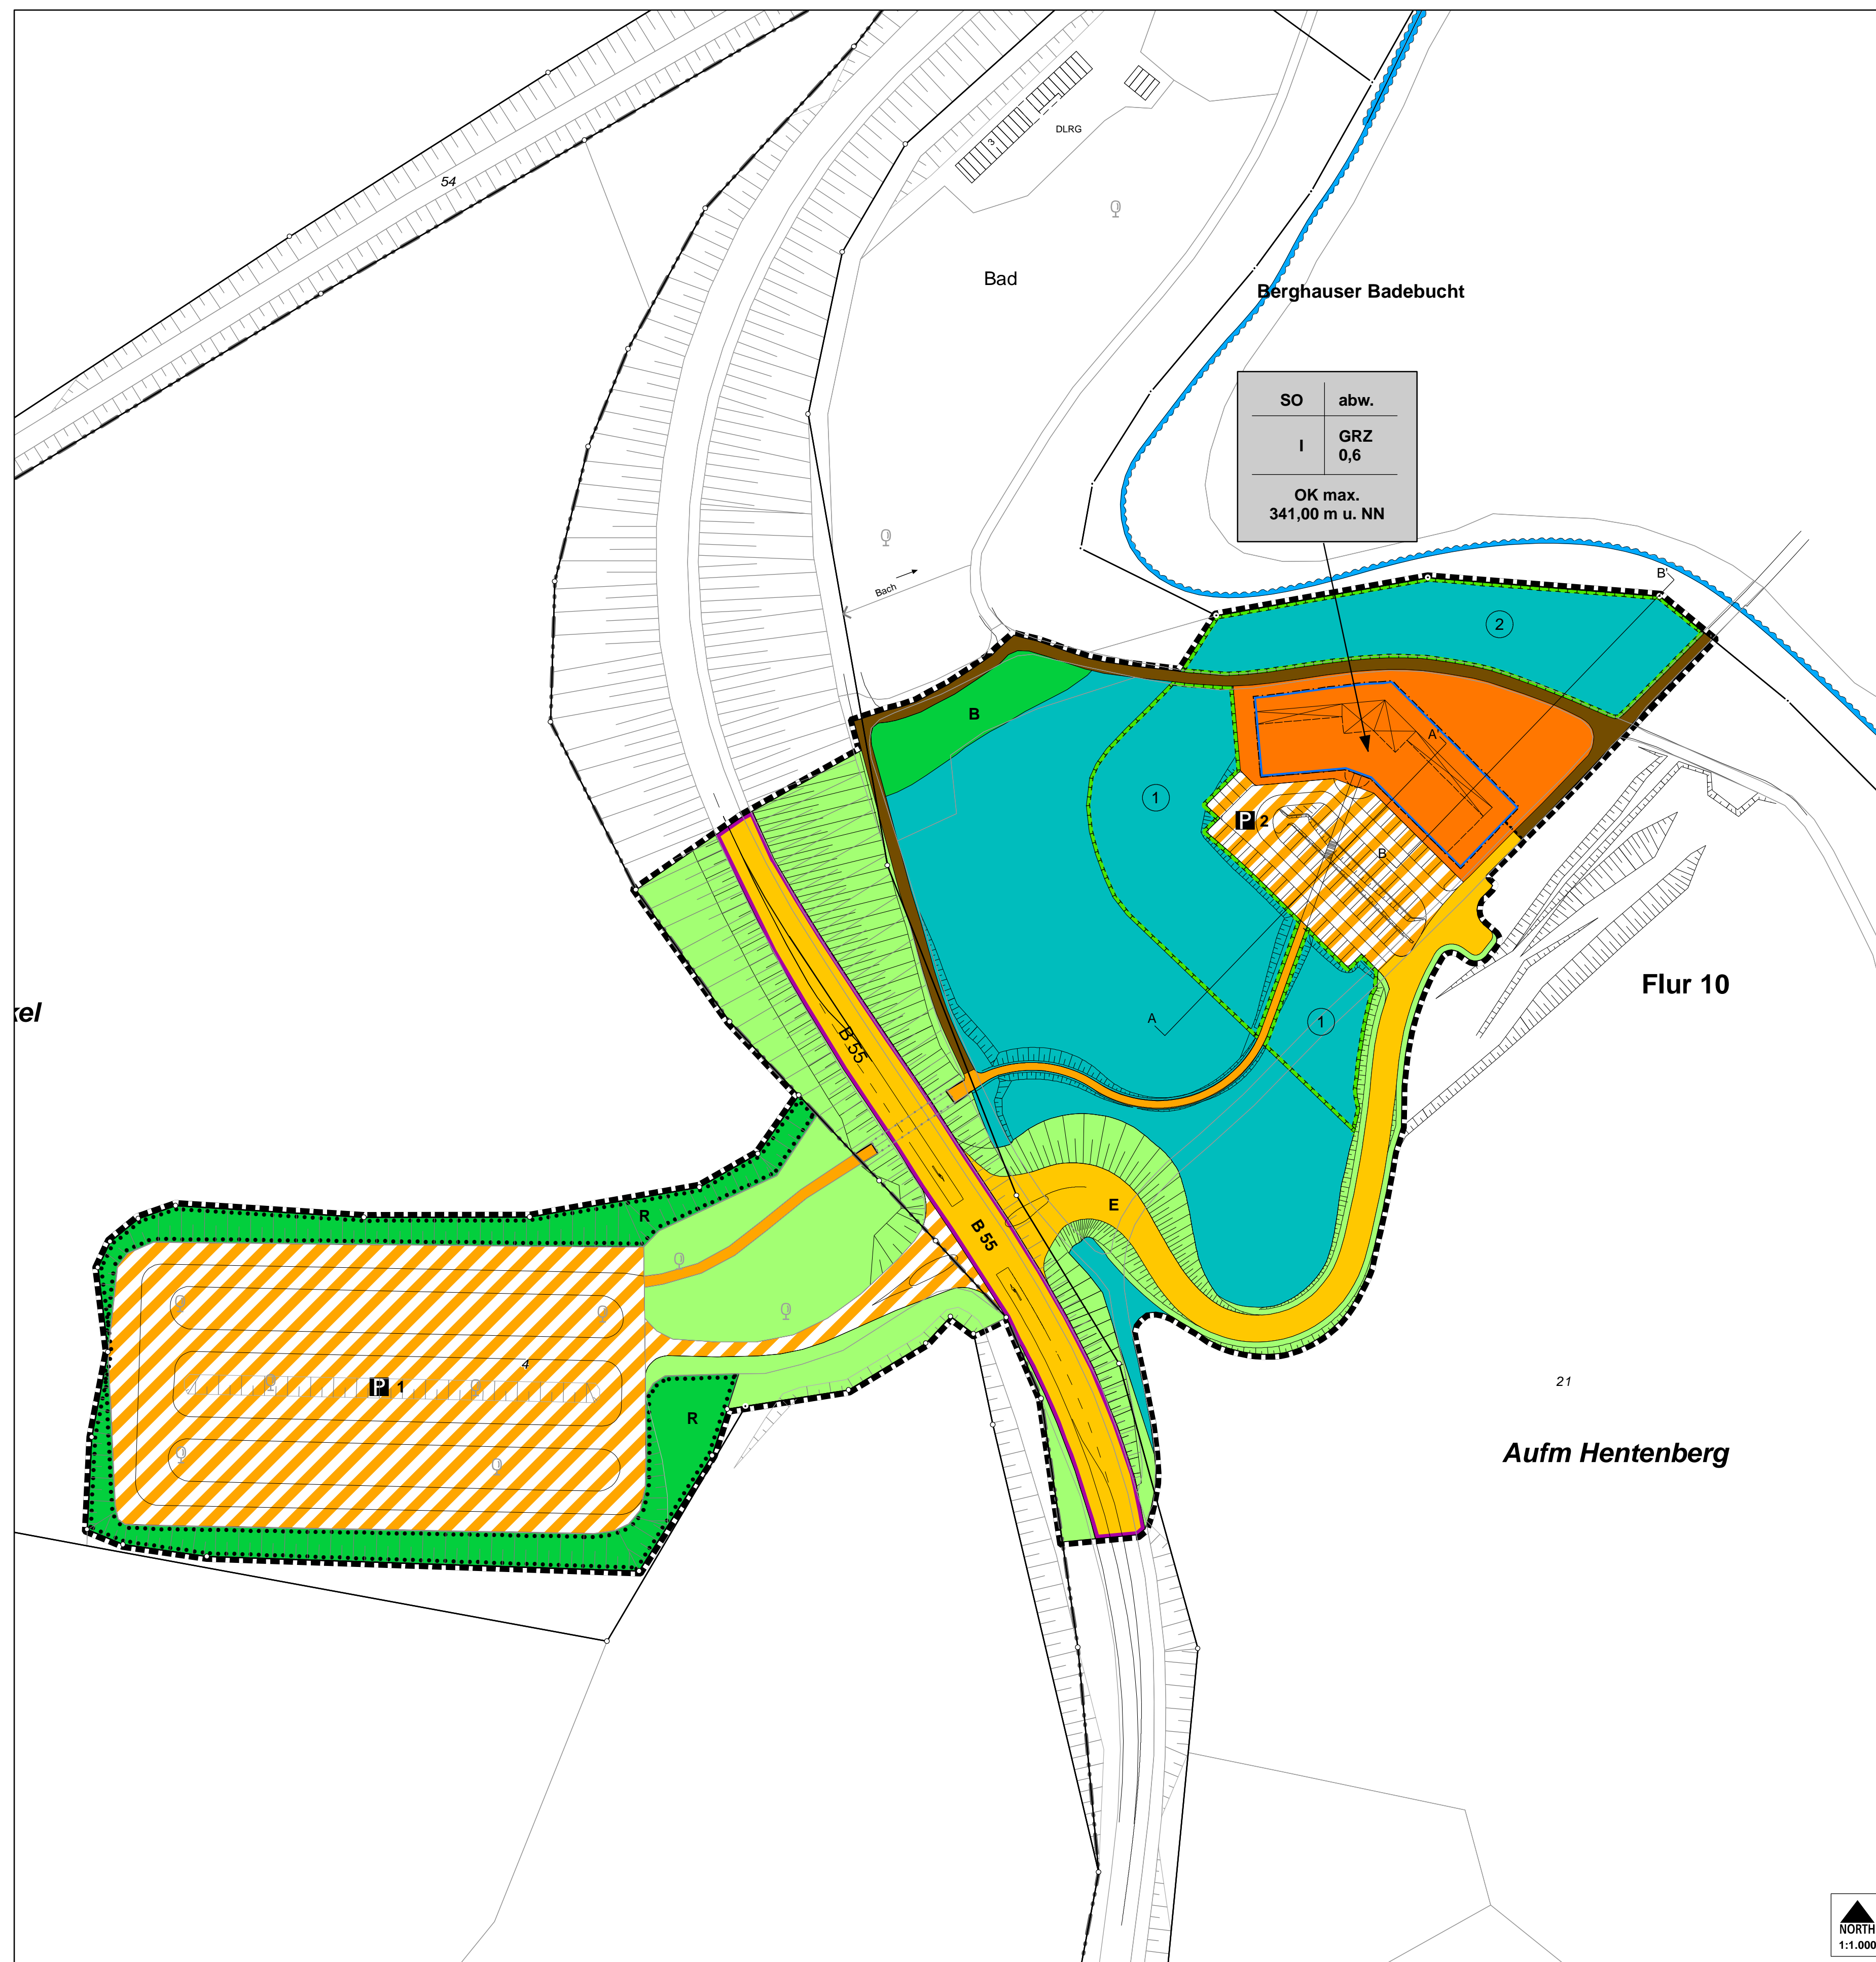 54
3
DLRG
Bad
Berghauser Badebucht
SO abw.
I GRZ
0,6
OK max.
341,00 m u. NN
Bach
B'
2
B
A'
1
P 2
B
Flur 10
A
1
B 55
E
R
B 55
4
P 1
R
21
Aufm Hentenberg
NORTH
1:1.000